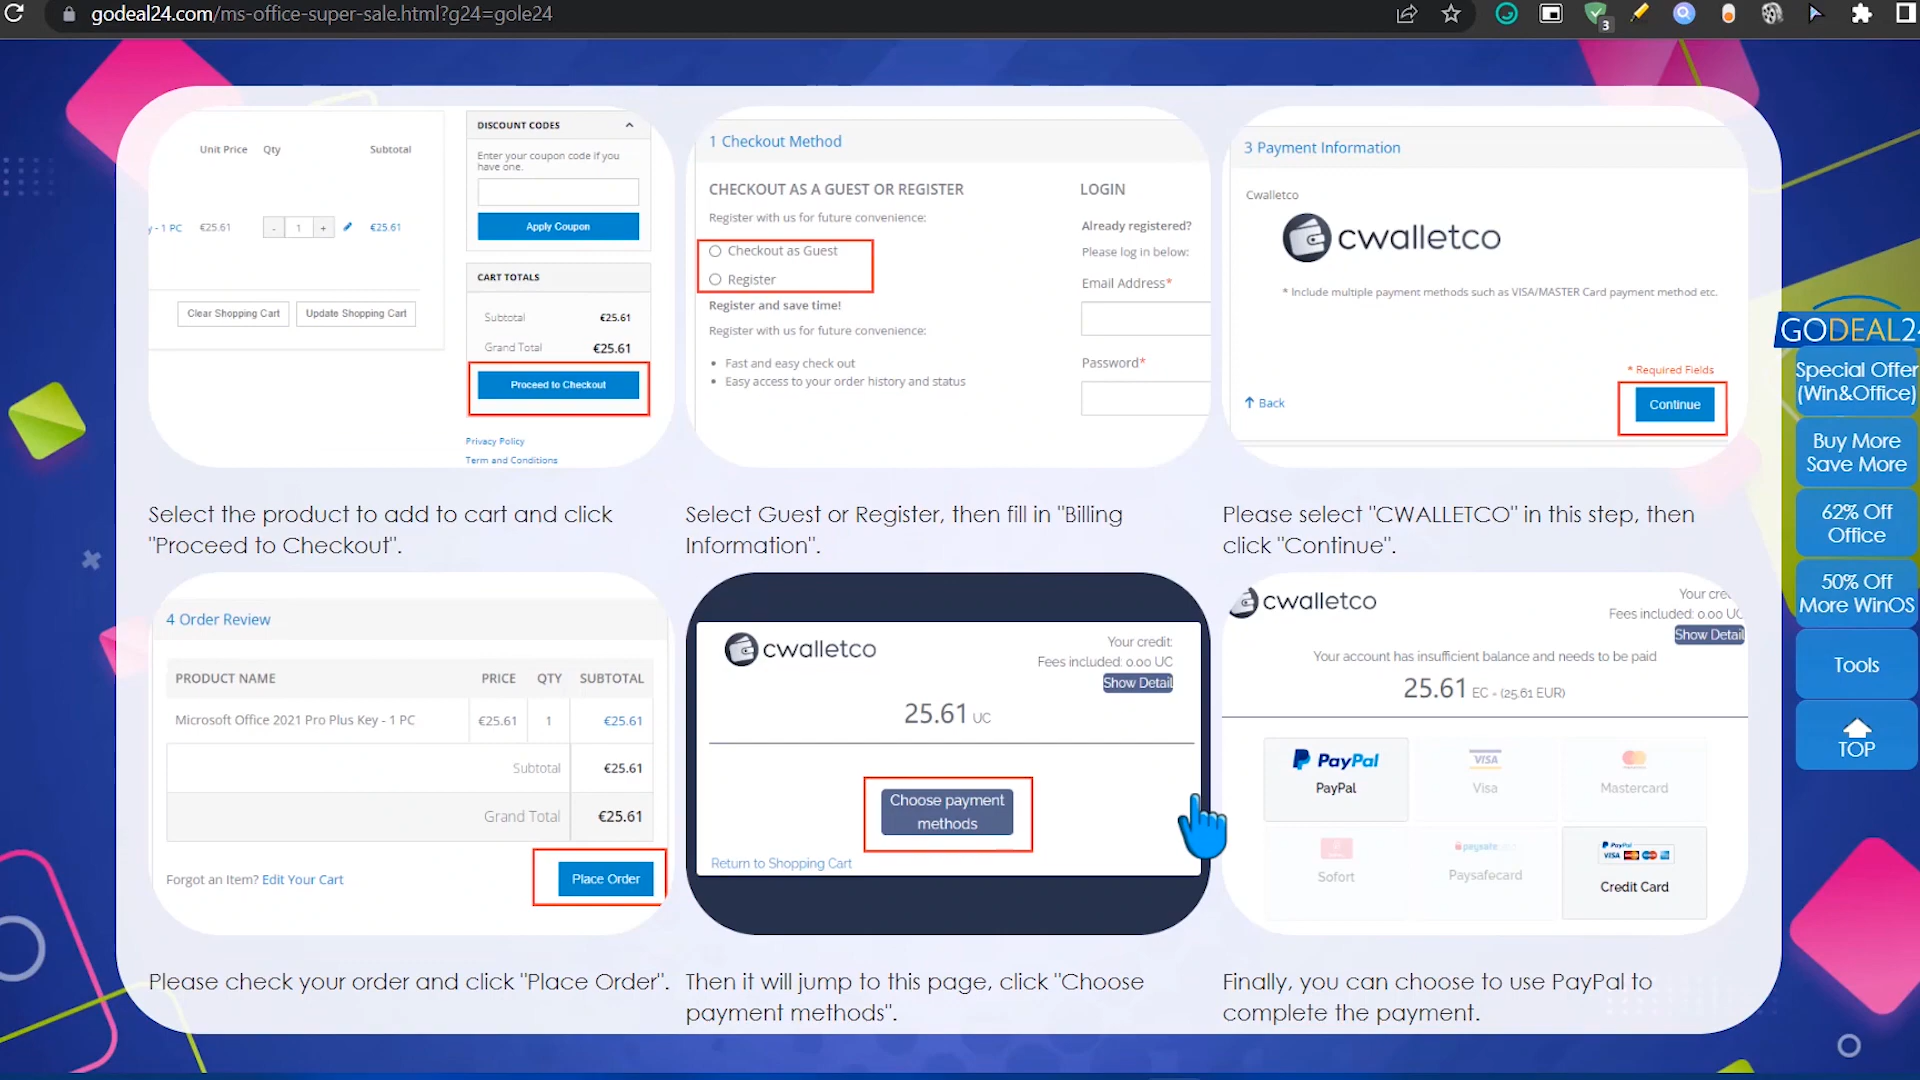 godeal24.com/ms-office-super-sale.html?g24=gole24
3
Unit Price Qty Subtotal
y - 1 PC €25.61 - 1 + €25.61
Clear Shopping Cart Update Shopping Cart
DISCOUNT CODES
Enter your coupon code if you
have one.
Apply Coupon
CART TOTALS
Subtotal €25.61
Grand Total €25.61
Proceed to Checkout
Privacy Policy
Term and Conditions
Select the product to add to cart and click
"Proceed to Checkout".
1 Checkout Method
CHECKOUT AS A GUEST OR REGISTER
Register with us for future convenience:
Checkout as Guest
Register
Register and save time!
Register with us for future convenience:
• Fast and easy check out
• Easy access to your order history and status
LOGIN
Already registered?
Please log in below:
Email Address*
Password*
Select Guest or Register, then fill in "Billing
Information".
3 Payment Information
Cwalletco
cwalletco
* Include multiple payment methods such as VISA/MASTER Card payment method etc.
* Required Fields
Back
Continue
Please select "CWALLETCO" in this step, then
click "Continue".
4 Order Review
PRODUCT NAME PRICE QTY SUBTOTAL
Microsoft Office 2021 Pro Plus Key - 1 PC €25.61 1 €25.61
Subtotal €25.61
Grand Total €25.61
Forgot an Item? Edit Your Cart
Place Order
Please check your order and click "Place Order".
cwalletco
Your credit:
Fees included: 0.00 UC
Show Detail
25.61 UC
Choose payment
methods
Return to Shopping Cart
Then it will jump to this page, click "Choose
payment methods".
cwalletco
Your cre
Fees included: 0.00 UC
Show Detail
Your account has insufficient balance and needs to be paid
25.61 EC = (25.61 EUR)
PayPal
PayPal
VISA
Visa
Mastercard
Sofort
paysafe
Paysafecard
PayPal
VISA
Credit Card
Finally, you can choose to use PayPal to
complete the payment.
GODEAL24
Special Offer
(Win&Office)
Buy More
Save More
62% Off
Office
50% Off
More WinOS
Tools
TOP